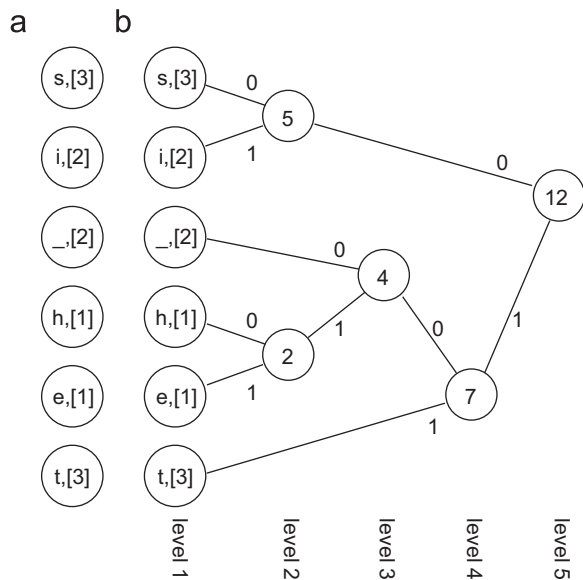 a b
s,[3] s,[3] 0
5
i,[2] i,[2] 1 0
12
_,[2] _,[2] 0
4
h,[1] h,[1] 0 1 0 1
2
e,[1] e,[1] 1 7
1
t,[3] t,[3]
level 1 level 2 level 3 level 4 level 5